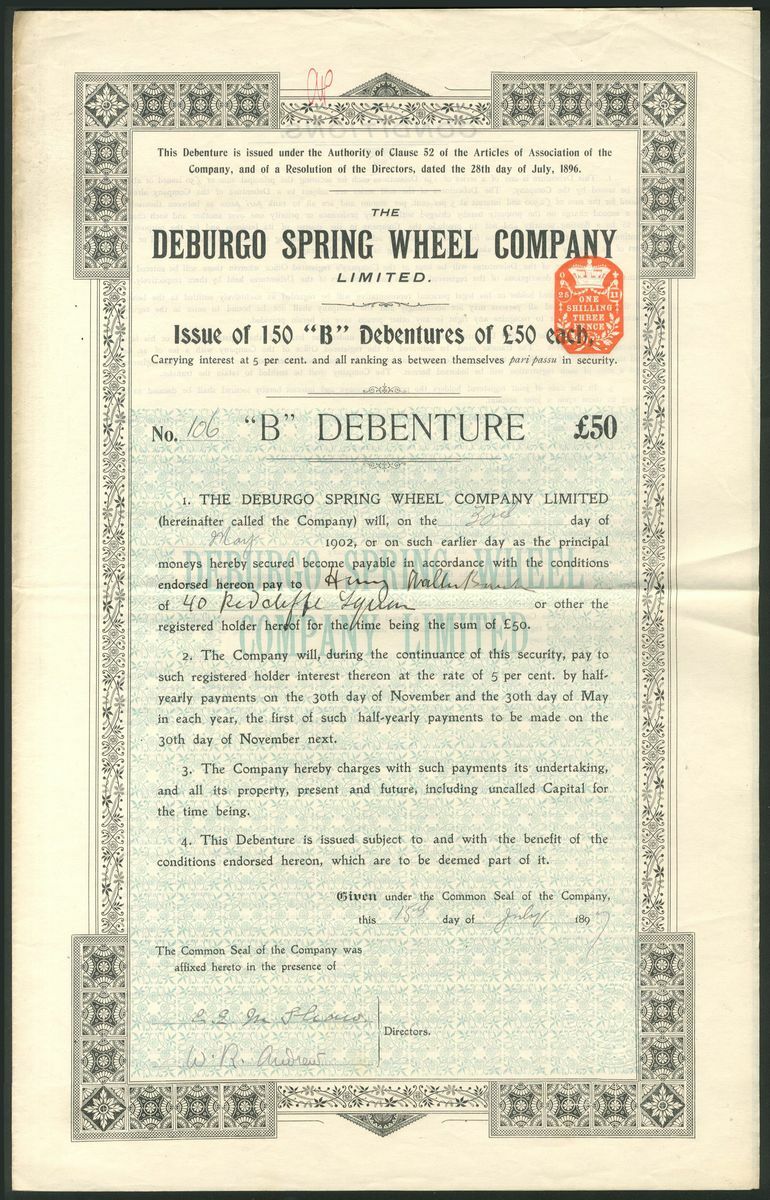 This Debenture is issued under the Authority of Clause 52 of the Articles of Association of the
Company, and of a Resolution of the Directors, dated the 28th day of July, 1896.
THE
DEBURGO SPRING WHEEL COMPANY
LIMITED.
ONE
SHILLING
THREE
PENCE
Issue of 150 "B" Debentures of £50 each,
Carrying interest at 5 per cent. and all ranking as between themselves pari passu in security.
No. 106 "B" DEBENTURE £50
DEBURGO SPRING WHEEL
COMPANY LIMITED
1. THE DEBURGO SPRING WHEEL COMPANY LIMITED
(hereinafter called the Company) will, on the day of
May 1902, or on such earlier day as the principal
moneys hereby secured become payable in accordance with the conditions
endorsed hereon pay to Henry Walter
of 40 Redcliffe Square or other the
registered holder hereof for the time being the sum of £50.
2. The Company will, during the continuance of this security, pay to
such registered holder interest thereon at the rate of 5 per cent. by half-
yearly payments on the 30th day of November and the 30th day of May
in each year, the first of such half-yearly payments to be made on the
30th day of November next.
3. The Company hereby charges with such payments its undertaking,
and all its property, present and future, including uncalled Capital for
the time being.
4. This Debenture is issued subject to and with the benefit of the
conditions endorsed hereon, which are to be deemed part of it.
Given under the Common Seal of the Company,
this 15th day of July 1897
The Common Seal of the Company was
affixed hereto in the presence of
Directors.
W. R. Andrew